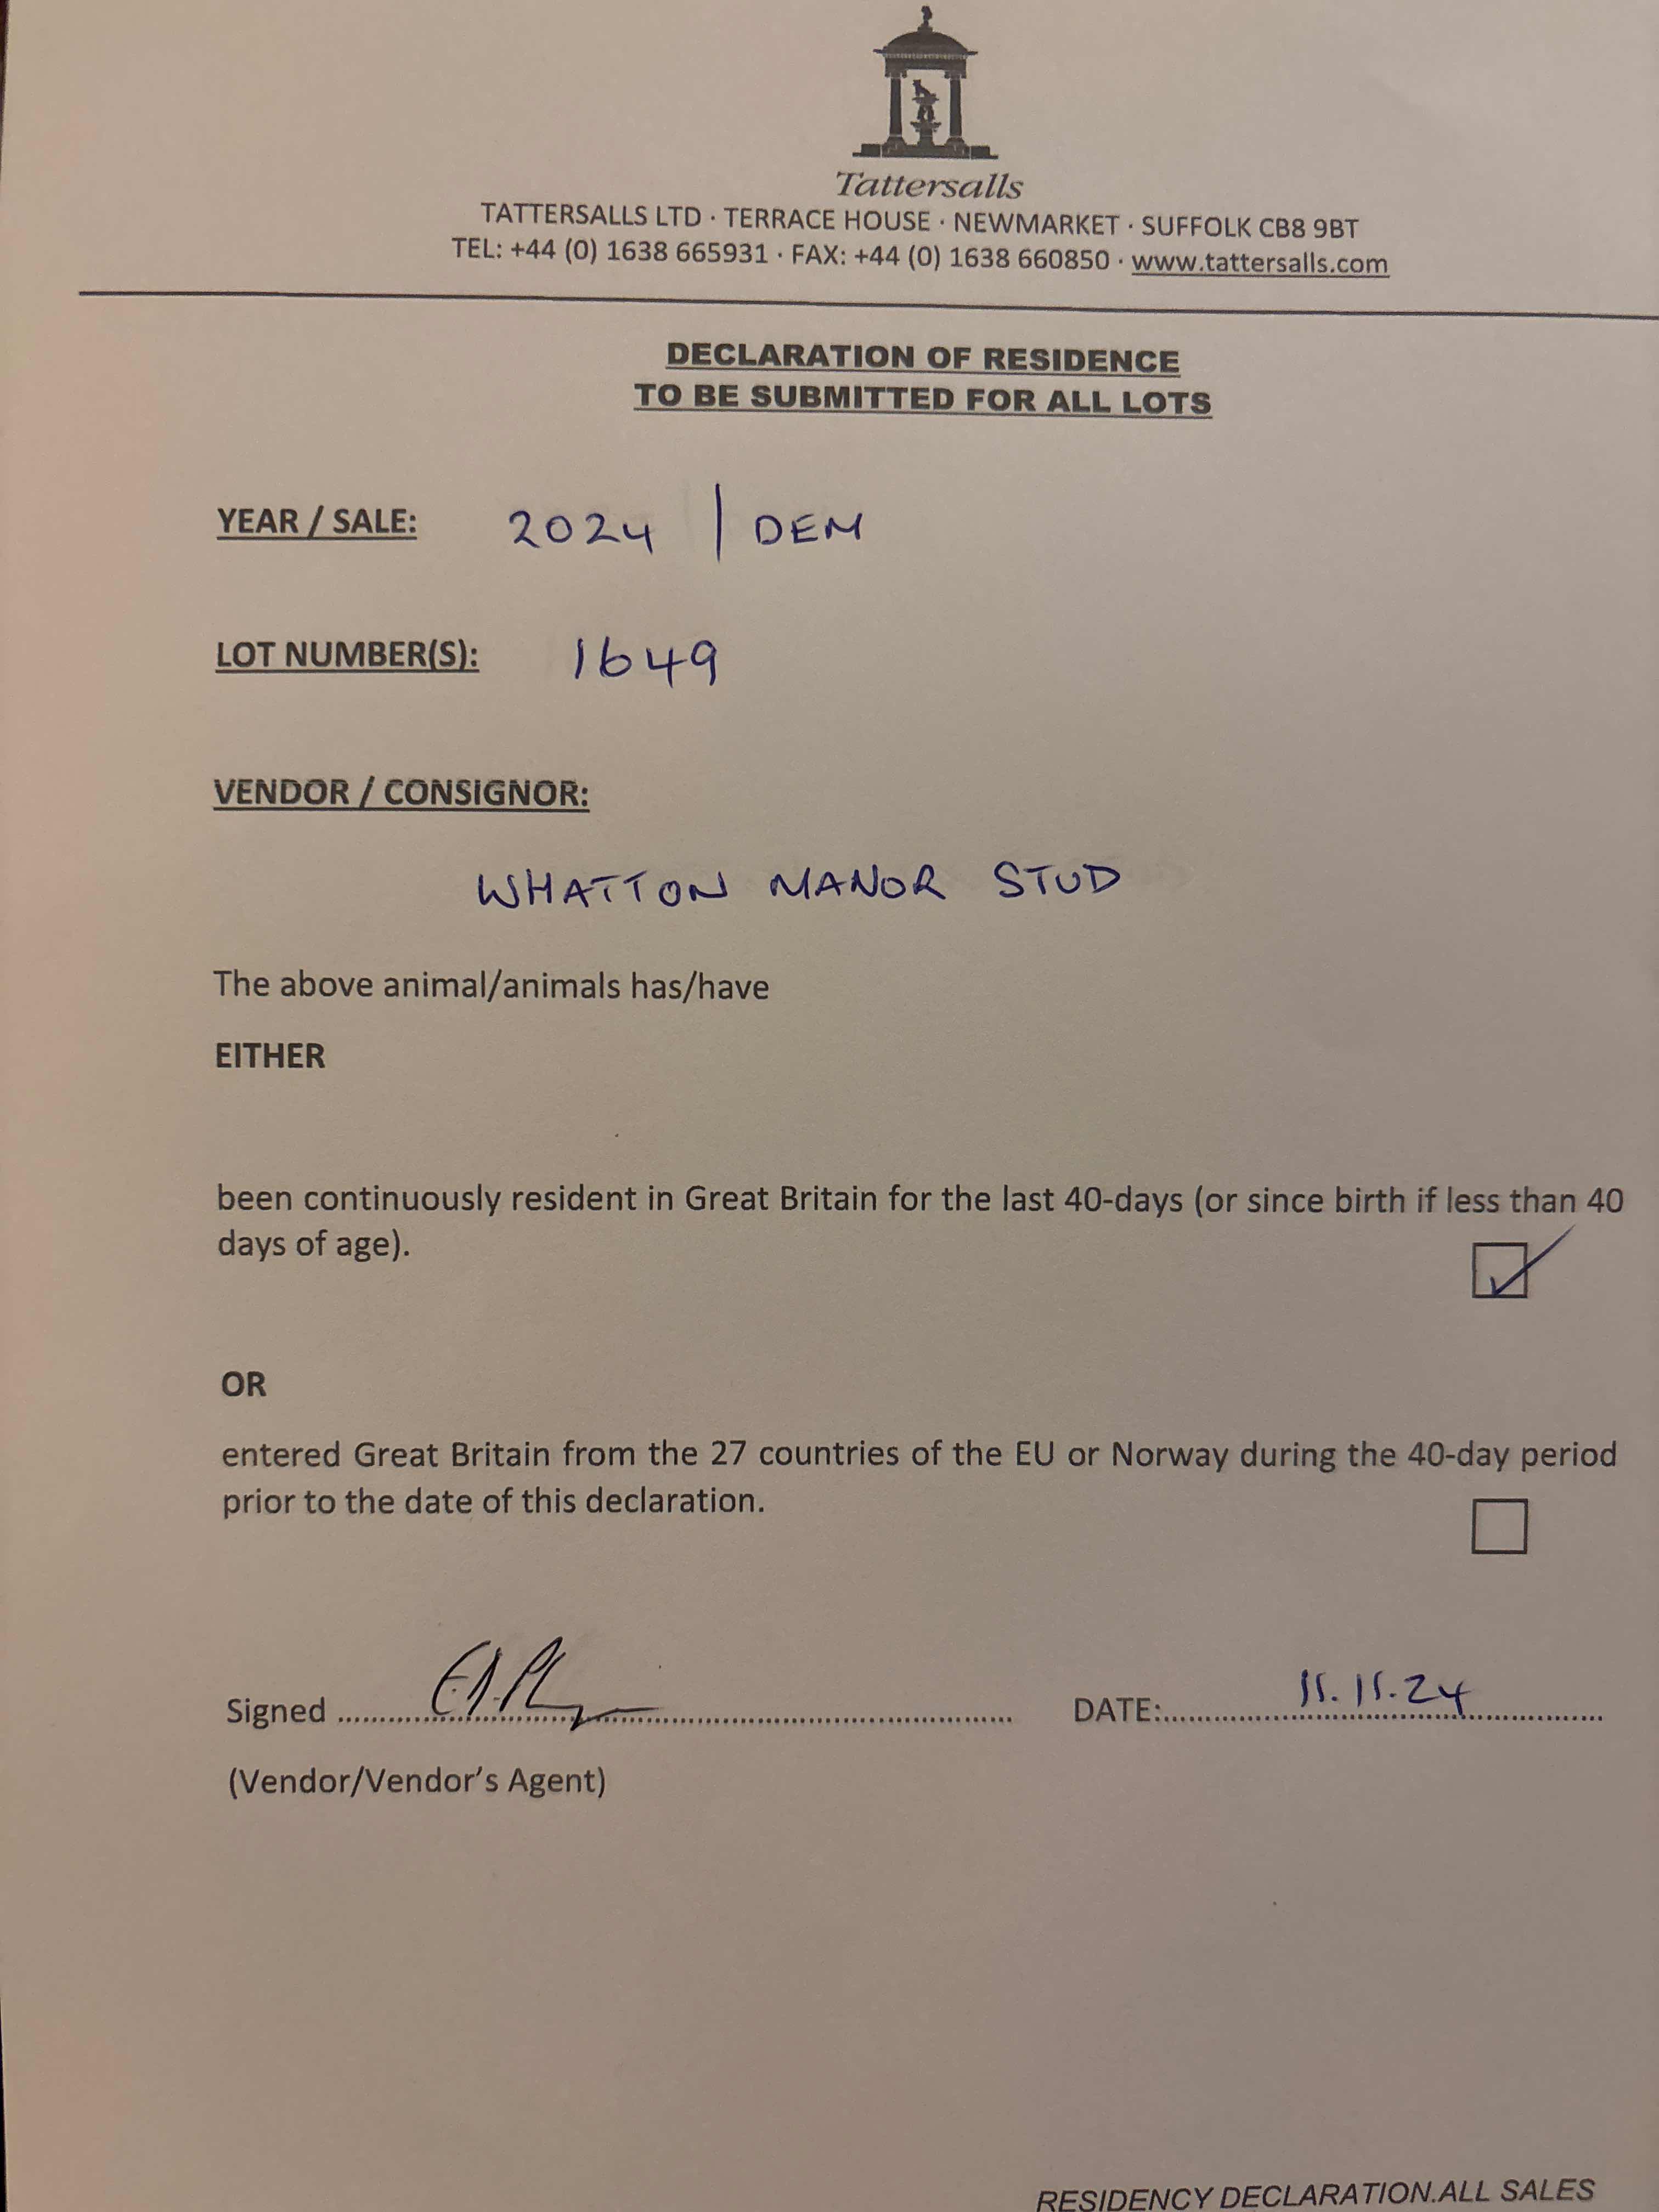 Tattersalls
TATTERSALLS LTD · TERRACE HOUSE · NEWMARKET · SUFFOLK CB8 9BT
TEL: +44 (0) 1638 665931 · FAX: +44 (0) 1638 660850 · www.tattersalls.com
DECLARATION OF RESIDENCE
TO BE SUBMITTED FOR ALL LOTS
YEAR / SALE: 2024 | DEM
LOT NUMBER(S): 1649
VENDOR / CONSIGNOR:
WHATTON MANOR STUD
The above animal/animals has/have
EITHER
been continuously resident in Great Britain for the last 40-days (or since birth if less than 40
days of age).
OR
entered Great Britain from the 27 countries of the EU or Norway during the 40-day period
prior to the date of this declaration.
Signed DATE: 11.11.24
(Vendor/Vendor's Agent)
RESIDENCY DECLARATION.ALL SALES